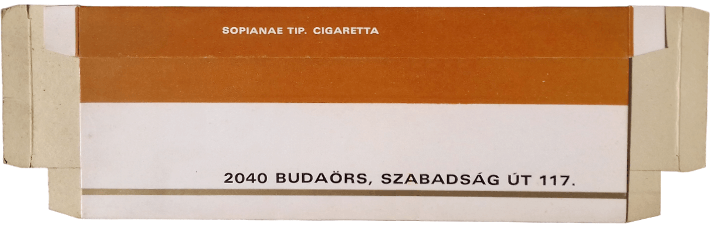 SOPIANAE TIP. CIGARETTA
2040 BUDAÖRS, SZABADSÁG ÚT 117.